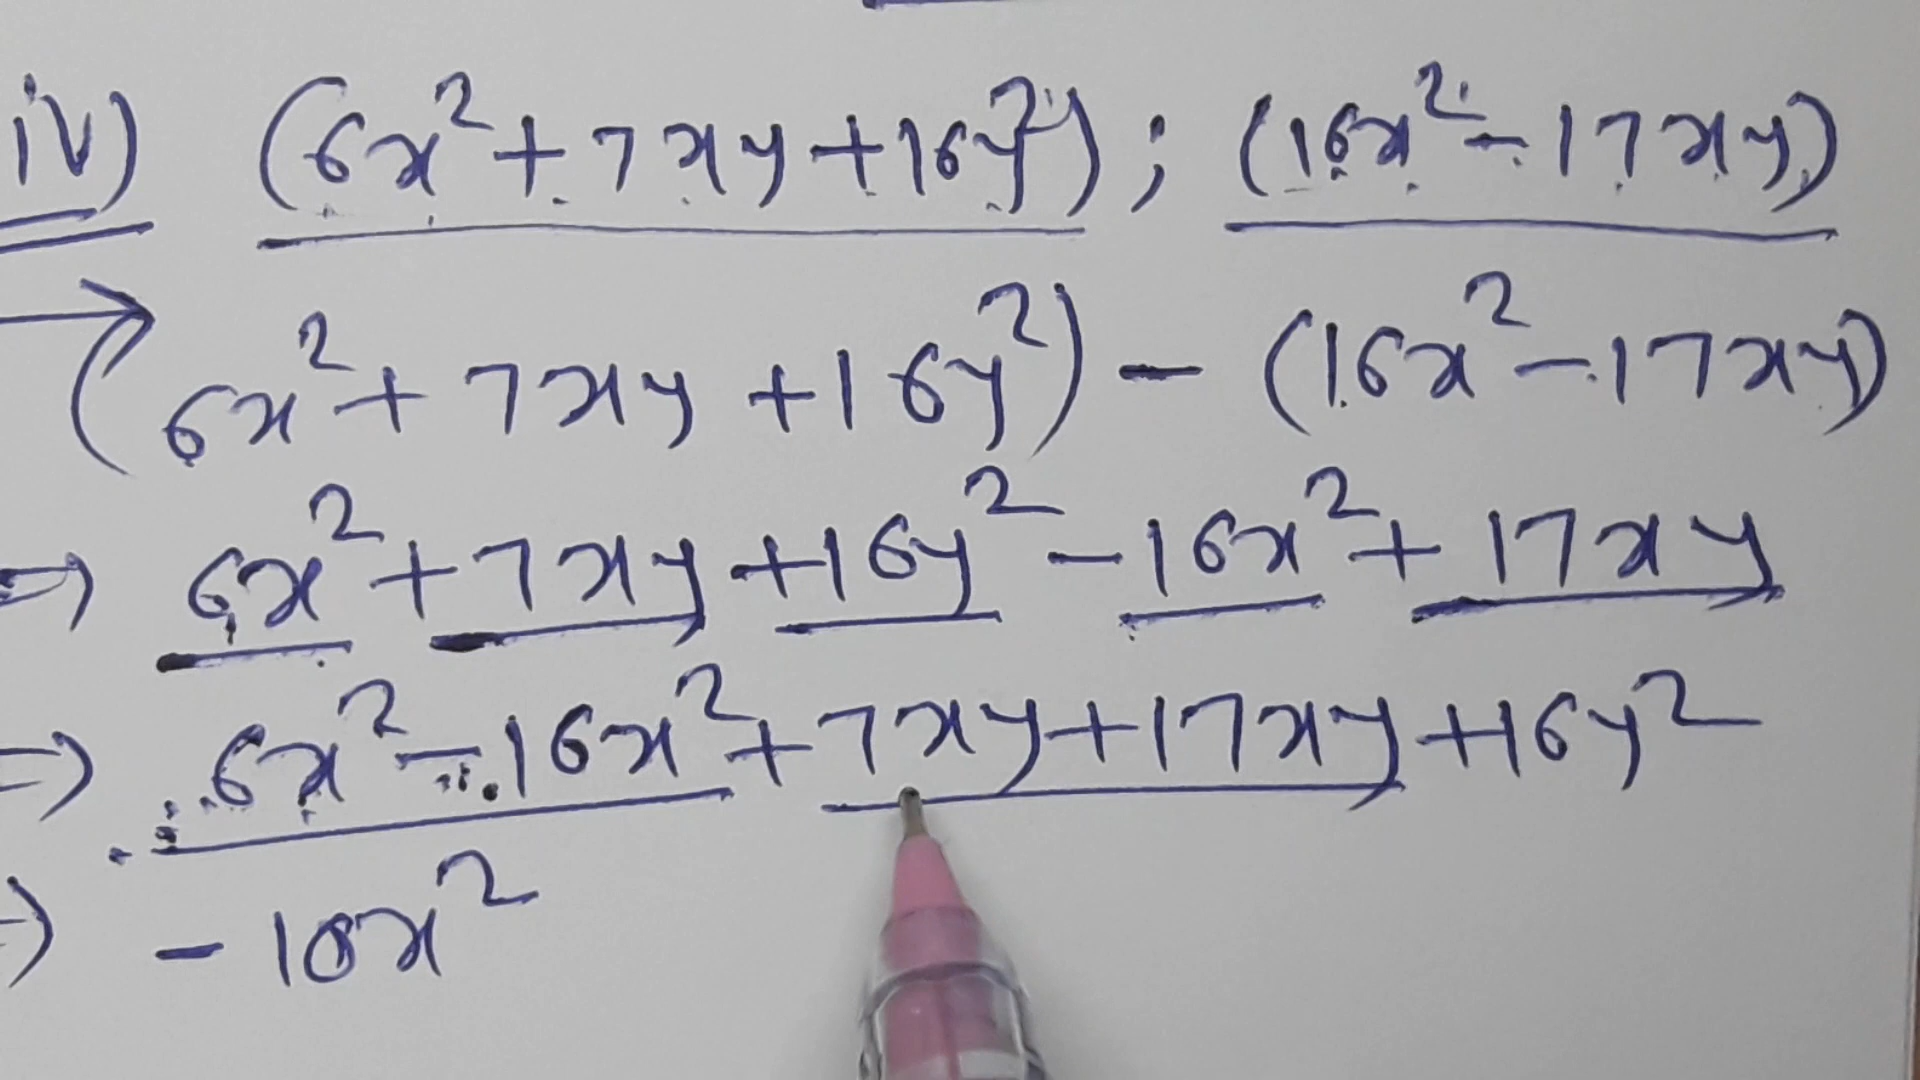 iv) (6x²+7xy+16y²); (16x²-17xy)
→ (6x²+7xy+16y²) - (16x²-17xy)
⇒ 6x²+7xy+16y²-16x²+17xy
⇒ 6x²-16x²+7xy+17xy+16y²
⇒ -10x²